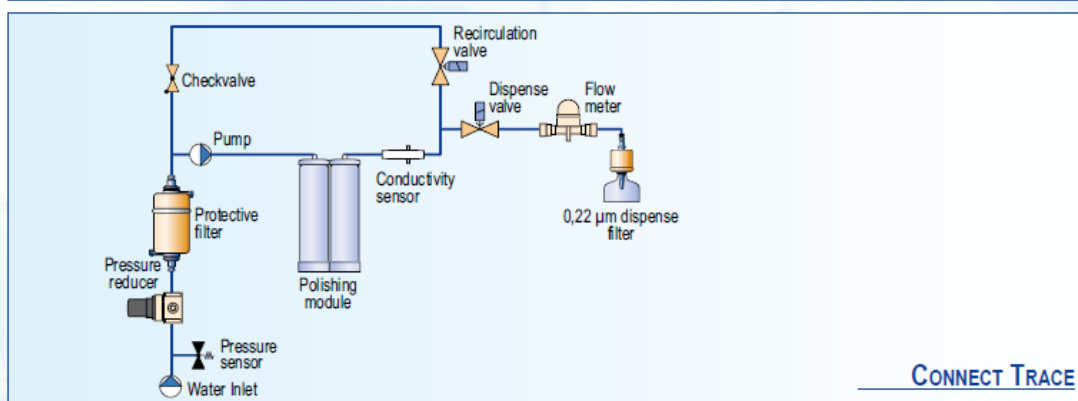 Recirculation
valve
Checkvalve
Dispense
valve
Flow
meter
Pump
Conductivity
sensor
0,22 µm dispense
filter
Protective
filter
Pressure
reducer
Polishing
module
Pressure
sensor
Water Inlet
CONNECT TRACE